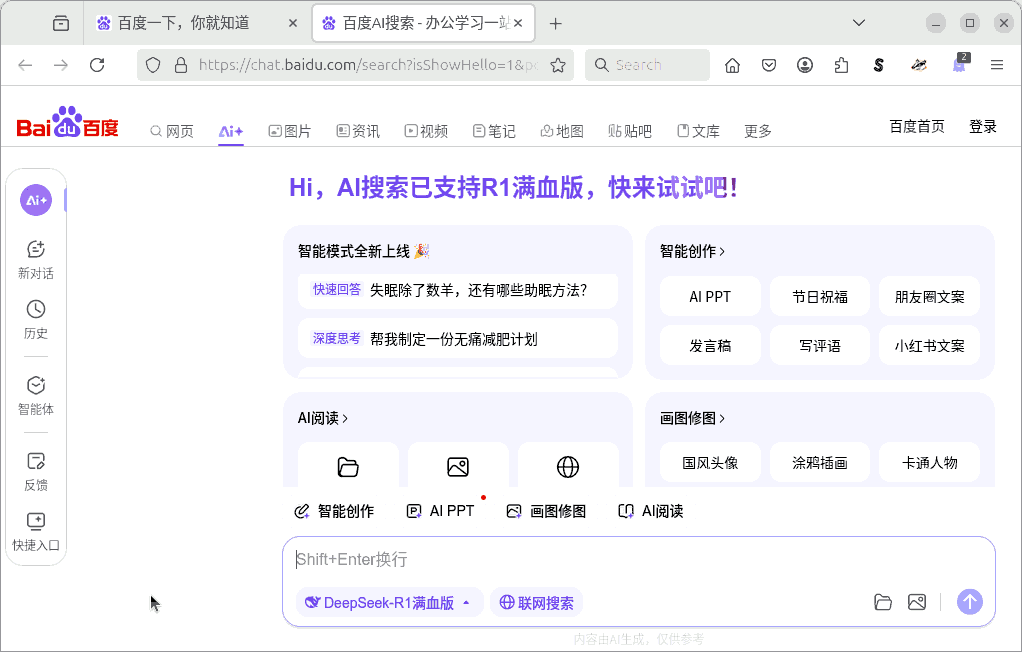 百度一下，你就知道
百度AI搜索 - 办公学习一站
https://chat.baidu.com/search?isShowHello=1&p
Search
2
Bai du 百度
网页
Ai+
图片
资讯
视频
笔记
地图
贴吧
文库
更多
百度首页
登录
Ai+
新对话
历史
智能体
反馈
快捷入口
Hi，AI搜索已支持R1满血版，快来试试吧！
智能模式全新上线
快速回答 失眠除了数羊，还有哪些助眠方法？
深度思考 帮我制定一份无痛减肥计划
智能创作
AI PPT
节日祝福
朋友圈文案
发言稿
写评语
小红书文案
AI阅读
画图修图
国风头像
涂鸦插画
卡通人物
智能创作
AI PPT
画图修图
AI阅读
Shift+Enter换行
DeepSeek-R1满血版
联网搜索
内容由AI生成，仅供参考